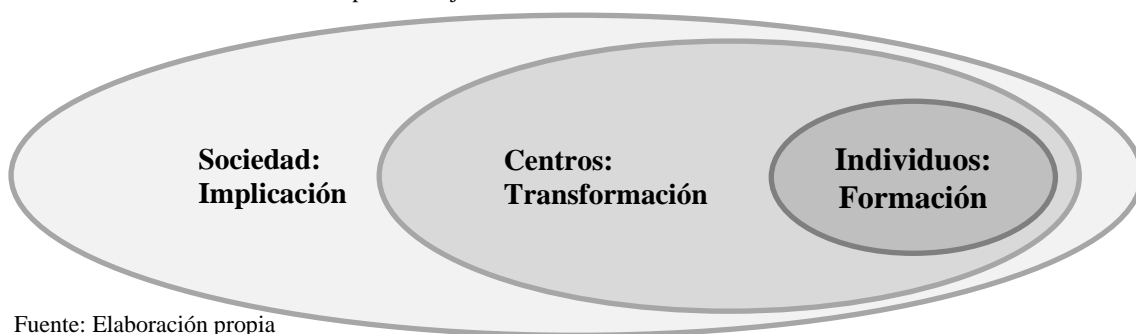 Sociedad:
Implicación
Centros:
Transformación
Individuos:
Formación
Fuente: Elaboración propia